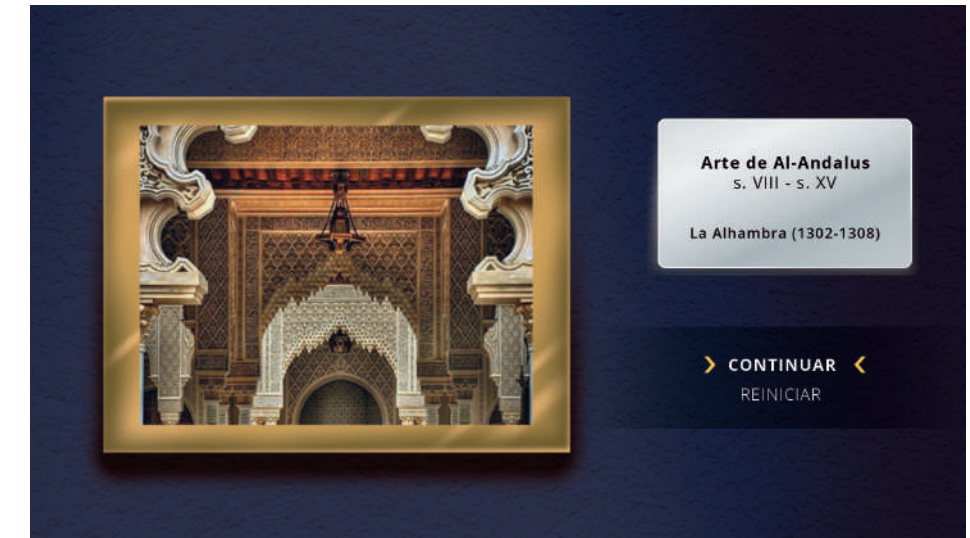 Arte de Al-Andalus
s. VIII - s. XV
La Alhambra (1302-1308)
CONTINUAR
REINICIAR